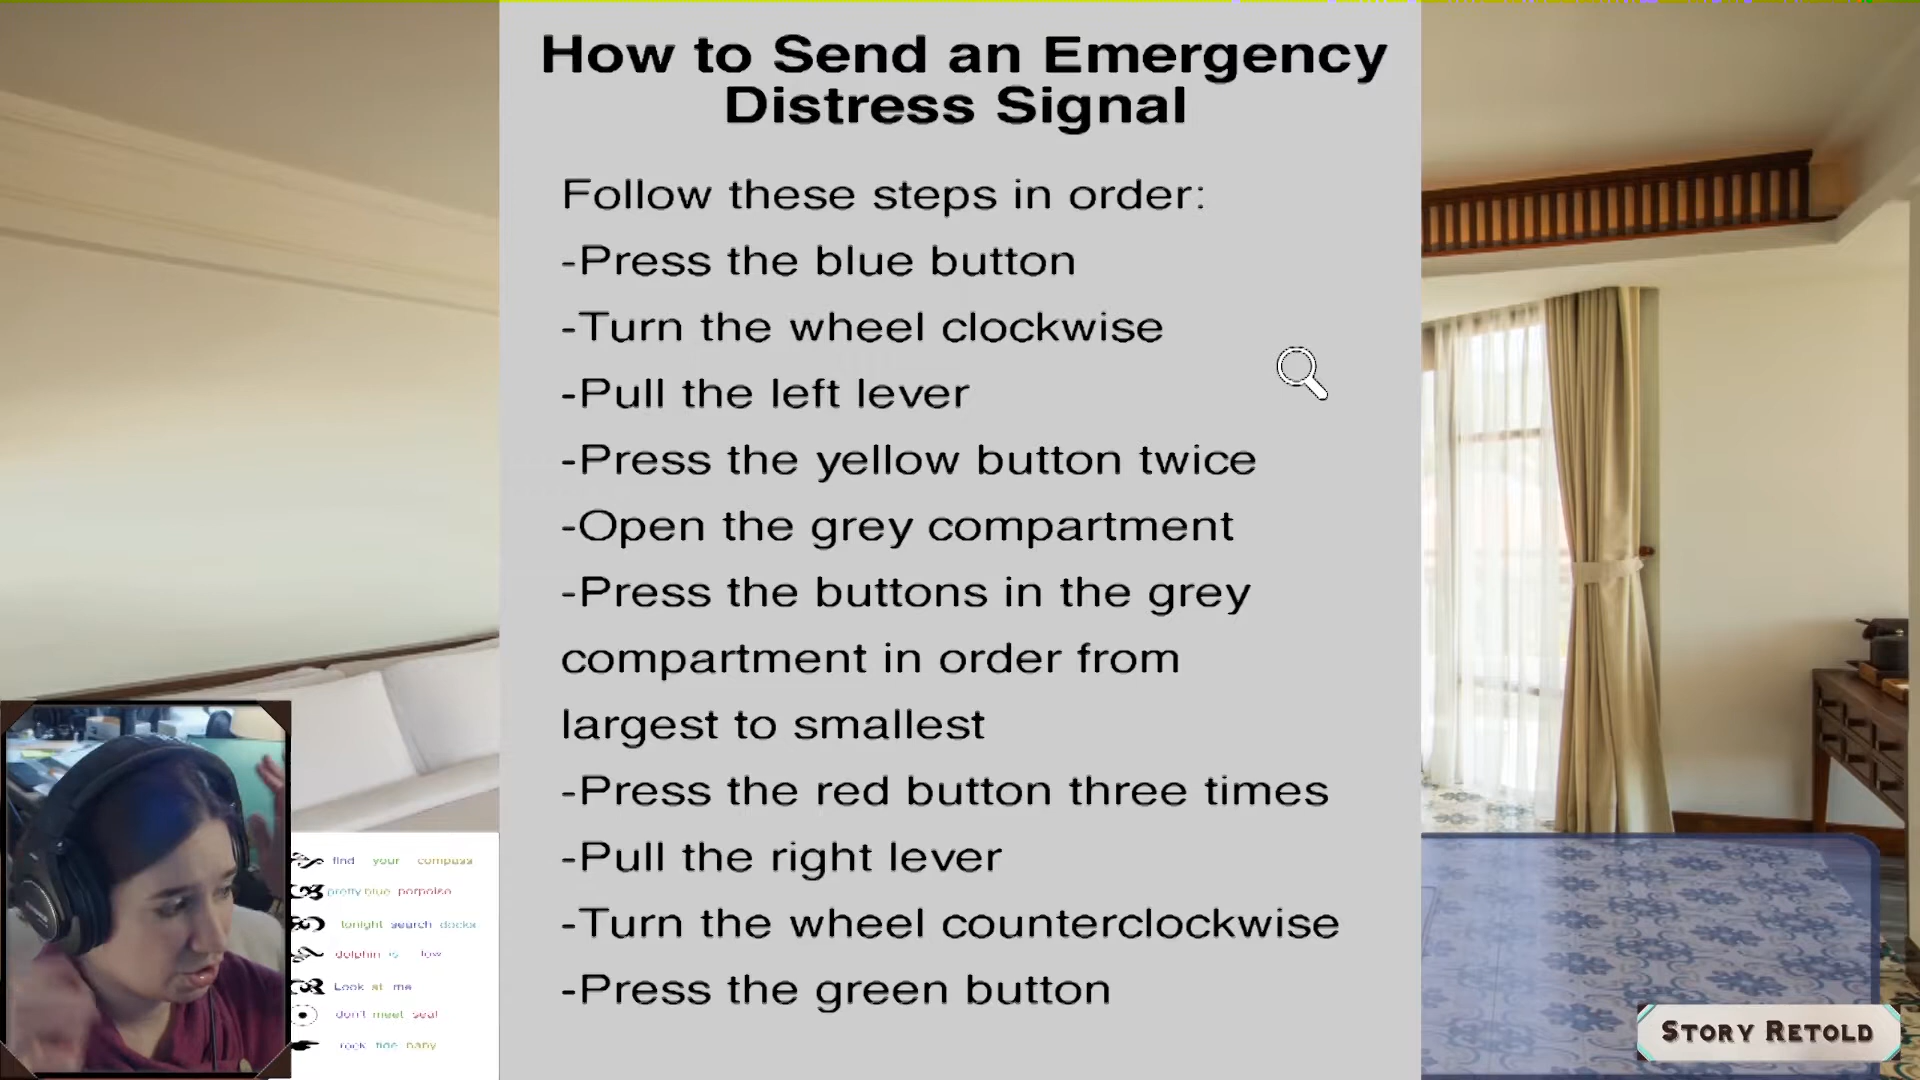 How to Send an Emergency
Distress Signal
Follow these steps in order:
-Press the blue button
-Turn the wheel clockwise
-Pull the left lever
-Press the yellow button twice
-Open the grey compartment
-Press the buttons in the grey
compartment in order from
largest to smallest
-Press the red button three times
-Pull the right lever
-Turn the wheel counterclockwise
-Press the green button
find your compass
pretty blue porpoise
tonight search docks
dolphin is low
Look at me
don't meet seal
rock tide baby
STORY RETOLD